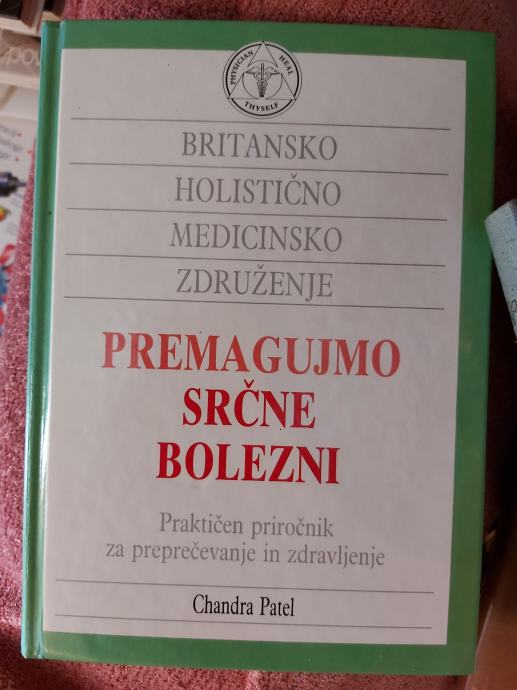 PHYSICIAN HEAL THYSELF
BRITANSKO
HOLISTIČNO
MEDICINSKO
ZDRUŽENJE
PREMAGUJMO
SRČNE
BOLEZNI
Praktičen priročnik
za preprečevanje in zdravljenje
Chandra Patel